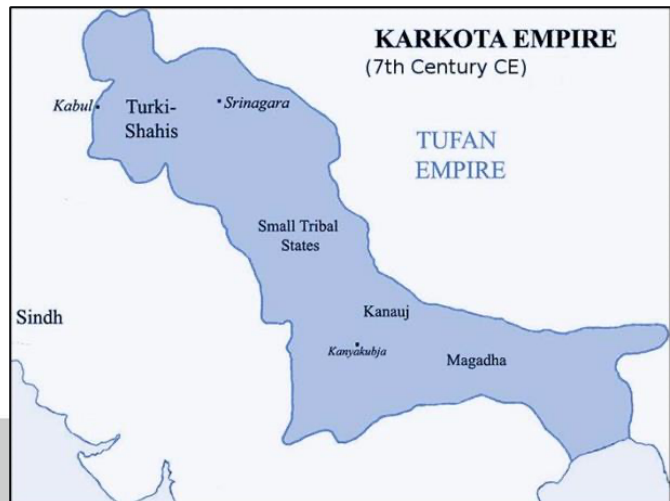 KARKOTA EMPIRE
(7th Century CE)
Kabul
Turki-
Shahis
Srinagara
TUFAN
EMPIRE
Small Tribal
States
Sindh
Kanauj
Kanyakubja
Magadha